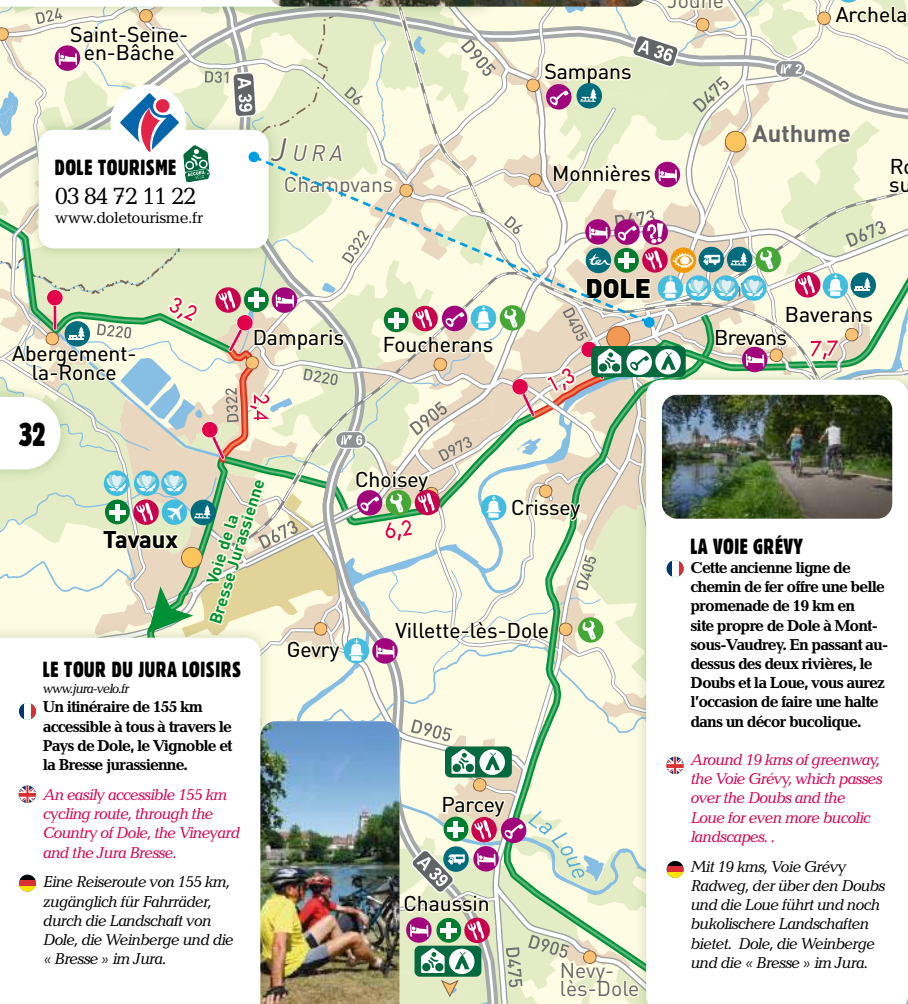 D24
Saint-Seine-
en-Bâche
D31
A 39
D6
D905
A 36
N° 2
Archela
Sampans
D475
Authume
DOLE TOURISME
ACCUEIL
03 84 72 11 22
www.doletourisme.fr
JURA
Champvans
Monnières
D6
D322
D673
D673
ter
DOLE
D405
Baverans
Brevans
7,7
3,2
D220
Abergement-
la-Ronce
Damparis
Foucherans
D220
D322
2,4
1,3
D905
D973
32
N° 6
Choisey
6,2
Crissey
Tavaux
D673
Voie de la
Bresse Jurassienne
D405
Gevry
Villette-lès-Dole
D905
Parcey
La Loue
A 39
Chaussin
D475
D905
Nevy-
lès-Dole
LE TOUR DU JURA LOISIRS
www.jura-velo.fr
Un itinéraire de 155 km
accessible à tous à travers le
Pays de Dole, le Vignoble et
la Bresse jurassienne.
An easily accessible 155 km
cycling route, through the
Country of Dole, the Vineyard
and the Jura Bresse.
Eine Reiseroute von 155 km,
zugänglich für Fahrräder,
durch die Landschaft von
Dole, die Weinberge und die
« Bresse » im Jura.
LA VOIE GRÉVY
Cette ancienne ligne de
chemin de fer offre une belle
promenade de 19 km en
site propre de Dole à Mont-
sous-Vaudrey. En passant au-
dessus des deux rivières, le
Doubs et la Loue, vous aurez
l'occasion de faire une halte
dans un décor bucolique.
Around 19 kms of greenway,
the Voie Grévy, which passes
over the Doubs and the
Loue for even more bucolic
landscapes. .
Mit 19 kms, Voie Grévy
Radweg, der über den Doubs
und die Loue führt und noch
bukolischere Landschaften
bietet. Dole, die Weinberge
und die « Bresse » im Jura.